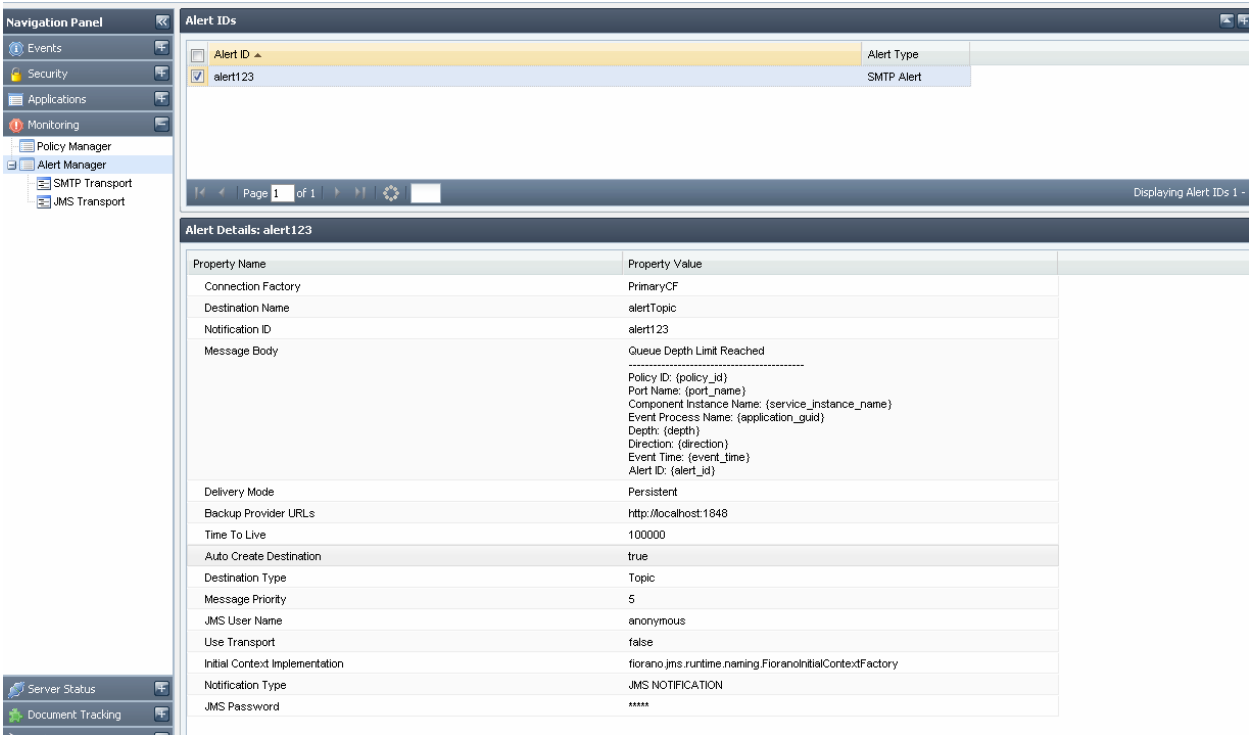 Navigation Panel
Events
Security
Applications
Monitoring
Policy Manager
Alert Manager
SMTP Transport
JMS Transport
Server Status
Document Tracking
Alert IDs
Alert ID Alert Type
alert123 SMTP Alert
Page 1 of 1 Displaying Alert IDs 1 -
Alert Details: alert123
Property Name Property Value
Connection Factory PrimaryCF
Destination Name alertTopic
Notification ID alert123
Message Body Queue Depth Limit Reached
------------------------------------------
Policy ID: {policy_id}
Port Name: {port_name}
Component Instance Name: {service_instance_name}
Event Process Name: {application_guid}
Depth: {depth}
Direction: {direction}
Event Time: {event_time}
Alert ID: {alert_id}
Delivery Mode Persistent
Backup Provider URLs http://localhost:1848
Time To Live 100000
Auto Create Destination true
Destination Type Topic
Message Priority 5
JMS User Name anonymous
Use Transport false
Initial Context Implementation fiorano.jms.runtime.naming.FioranoInitialContextFactory
Notification Type JMS NOTIFICATION
JMS Password *****